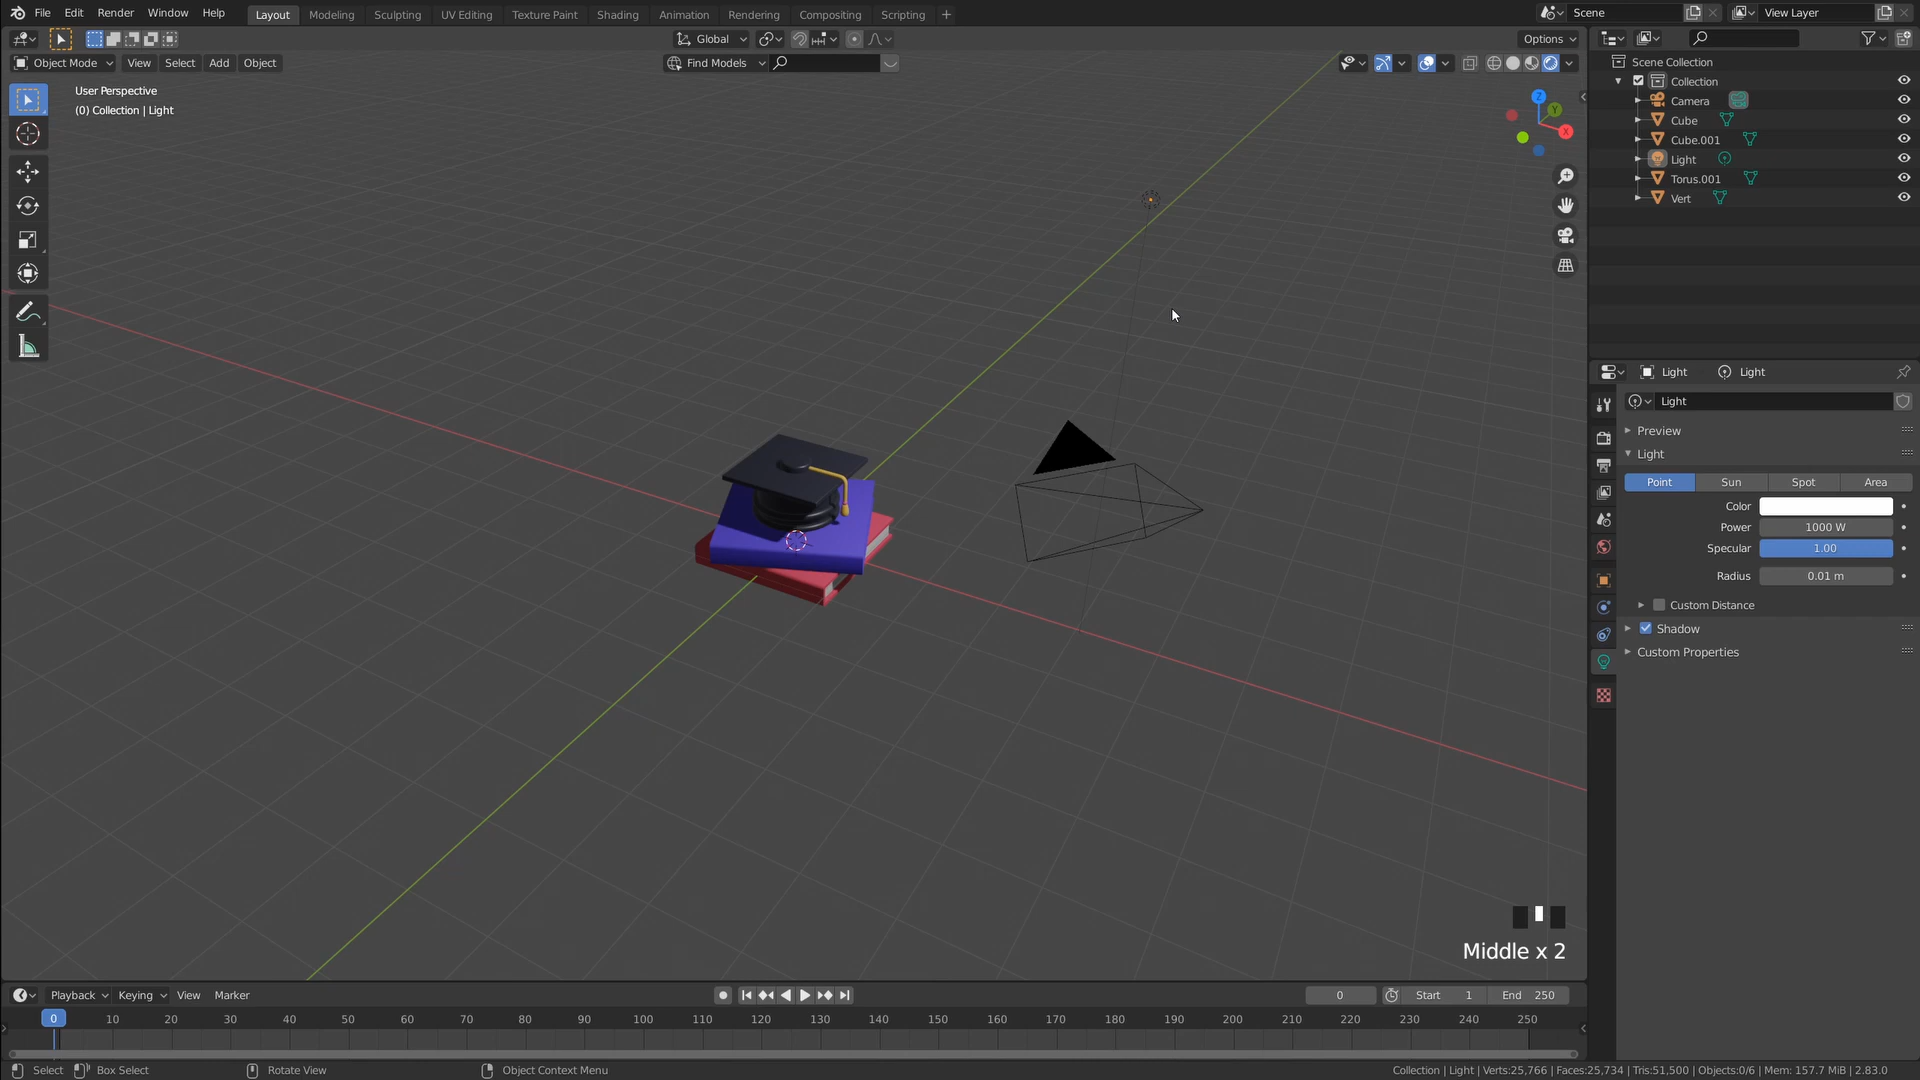 File Edit Render Window Help Layout Modeling Sculpting UV Editing Texture Paint Shading Animation Rendering Compositing Scripting Scene View Layer
Global Options
Object Mode View Select Add Object Find Models
User Perspective
(0) Collection | Light
Z
Y
X
Scene Collection
Collection
Camera
Cube
Cube.001
Light
Torus.001
Vert
Light Light
Light
Preview
Light
Point Sun Spot Area
Color
Power 1000 W
Specular 1.00
Radius 0.01 m
Custom Distance
Shadow
Custom Properties
Middle x 2
Playback Keying View Marker 0 Start 1 End 250
0 10 20 30 40 50 60 70 80 90 100 110 120 130 140 150 160 170 180 190 200 210 220 230 240 250
Select Box Select Rotate View Object Context Menu Collection | Light | Verts:25,766 | Faces:25,734 | Tris:51,500 | Objects:0/6 | Mem: 157.7 MiB | 2.83.0